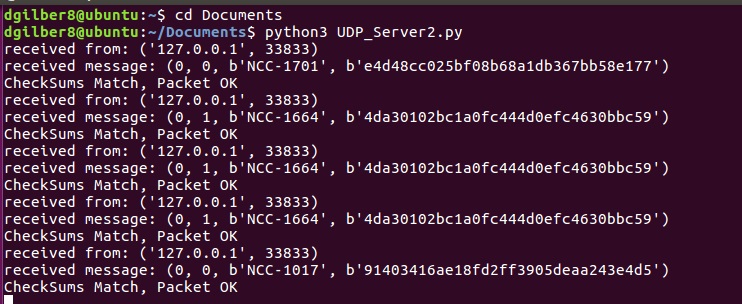 dgilber8@ubuntu:~$ cd Documents
dgilber8@ubuntu:~/Documents$ python3 UDP_Server2.py
received from: ('127.0.0.1', 33833)
received message: (0, 0, b'NCC-1701', b'e4d48cc025bf08b68a1db367bb58e177')
CheckSums Match, Packet OK
received from: ('127.0.0.1', 33833)
received message: (0, 1, b'NCC-1664', b'4da30102bc1a0fc444d0efc4630bbc59')
CheckSums Match, Packet OK
received from: ('127.0.0.1', 33833)
received message: (0, 1, b'NCC-1664', b'4da30102bc1a0fc444d0efc4630bbc59')
CheckSums Match, Packet OK
received from: ('127.0.0.1', 33833)
received message: (0, 1, b'NCC-1664', b'4da30102bc1a0fc444d0efc4630bbc59')
CheckSums Match, Packet OK
received from: ('127.0.0.1', 33833)
received message: (0, 0, b'NCC-1017', b'91403416ae18fd2ff3905deaa243e4d5')
CheckSums Match, Packet OK